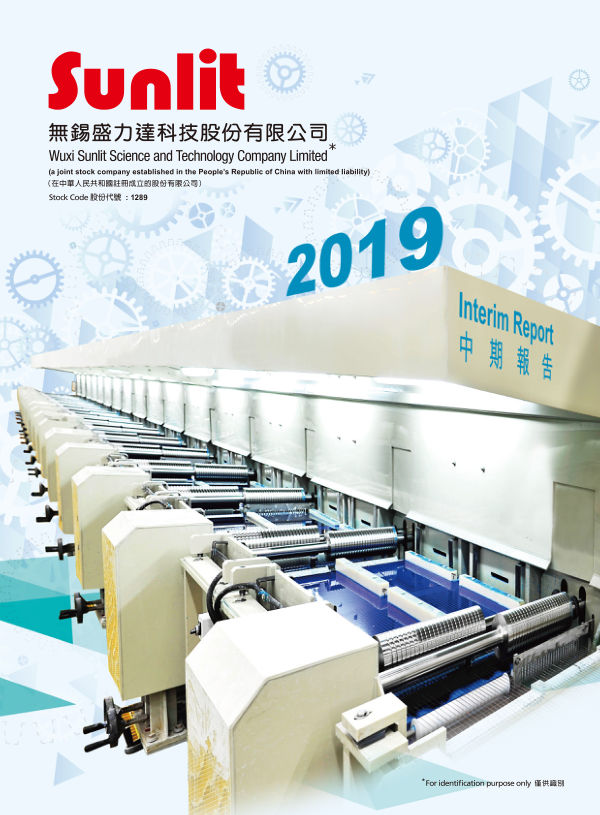 Sunlit
無錫盛力達科技股份有限公司
Wuxi Sunlit Science and Technology Company Limited*
(a joint stock company established in the People's Republic of China with limited liability)
（在中華人民共和國註冊成立的股份有限公司）
Stock Code 股份代號 : 1289
2019
Interim Report
中期報告
*For identification purpose only 僅供識別